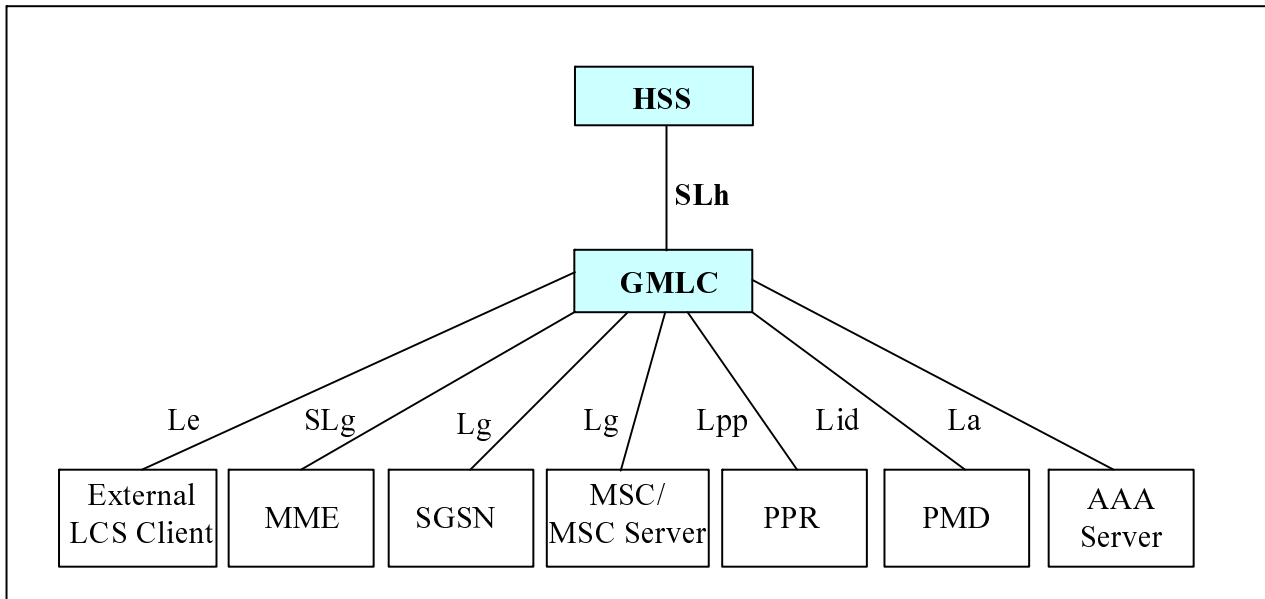 HSS
SLh
GMLC
Le
SLg
Lg
Lg
Lpp
Lid
La
External
LCS Client
MME
SGSN
MSC/
MSC Server
PPR
PMD
AAA
Server